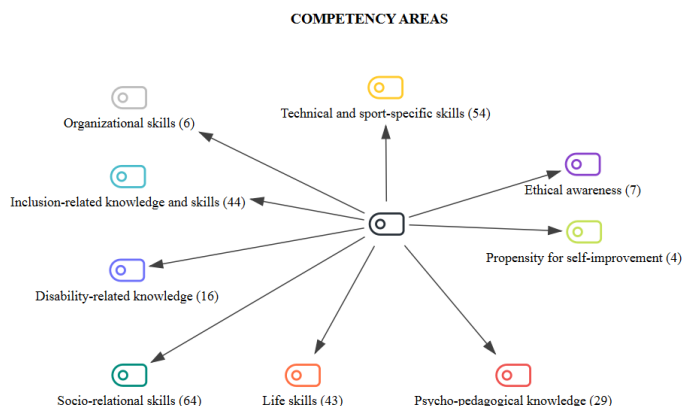 COMPETENCY AREAS
Technical and sport-specific skills (54)
Organizational skills (6)
Ethical awareness (7)
Inclusion-related knowledge and skills (44)
Propensity for self-improvement (4)
Disability-related knowledge (16)
Socio-relational skills (64)
Life skills (43)
Psycho-pedagogical knowledge (29)